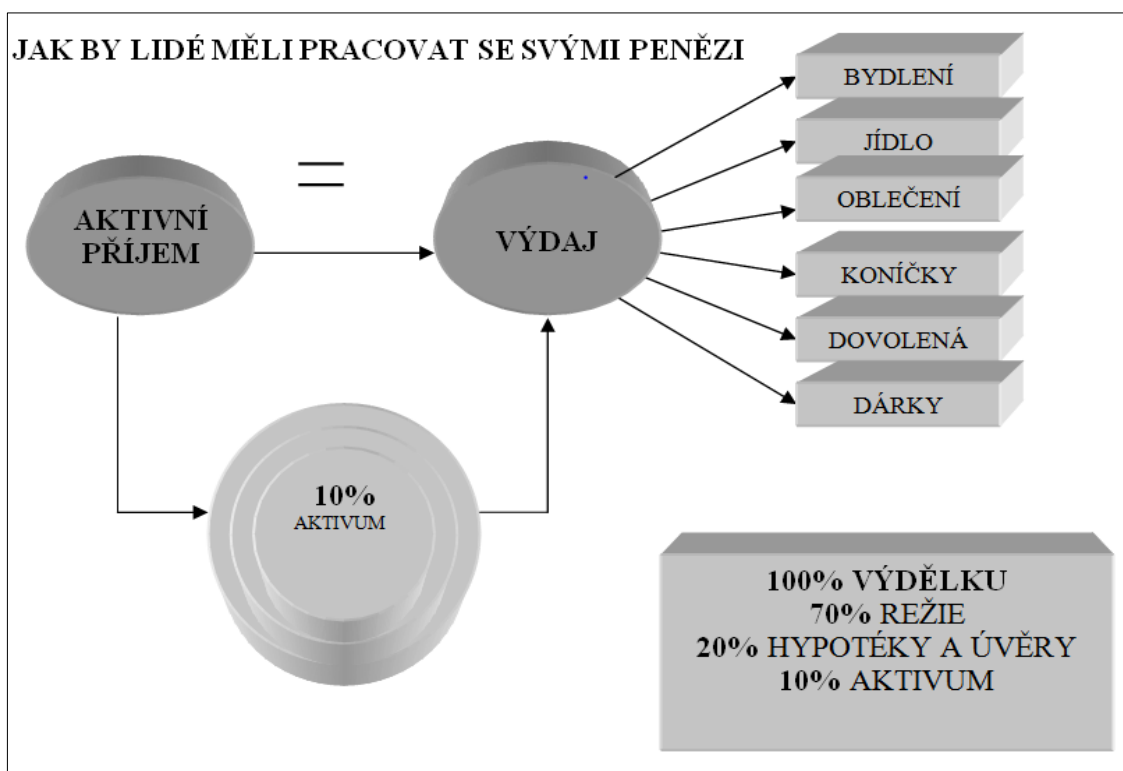 JAK BY LIDÉ MĚLI PRACOVAT SE SVÝMI PENĚZI
AKTIVNÍ
PŘÍJEM
=
VÝDAJ
BYDLENÍ
JÍDLO
OBLEČENÍ
KONÍČKY
DOVOLENÁ
DÁRKY
10%
AKTIVUM
100% VÝDĚLKU
70% REŽIE
20% HYPOTÉKY A ÚVĚRY
10% AKTIVUM